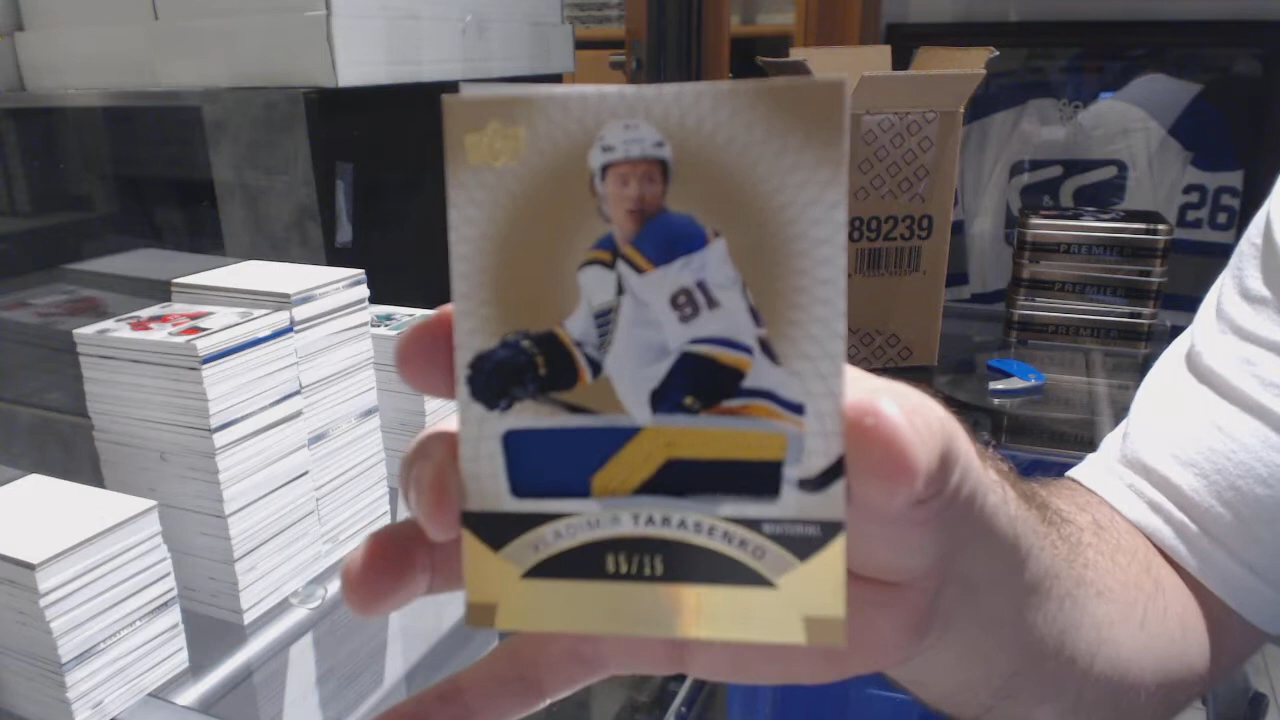 91
VLADIMIR TARASENKO
MATERIAL
05/15
89239
26
&
PREMIER
PREMIER
PREMIER